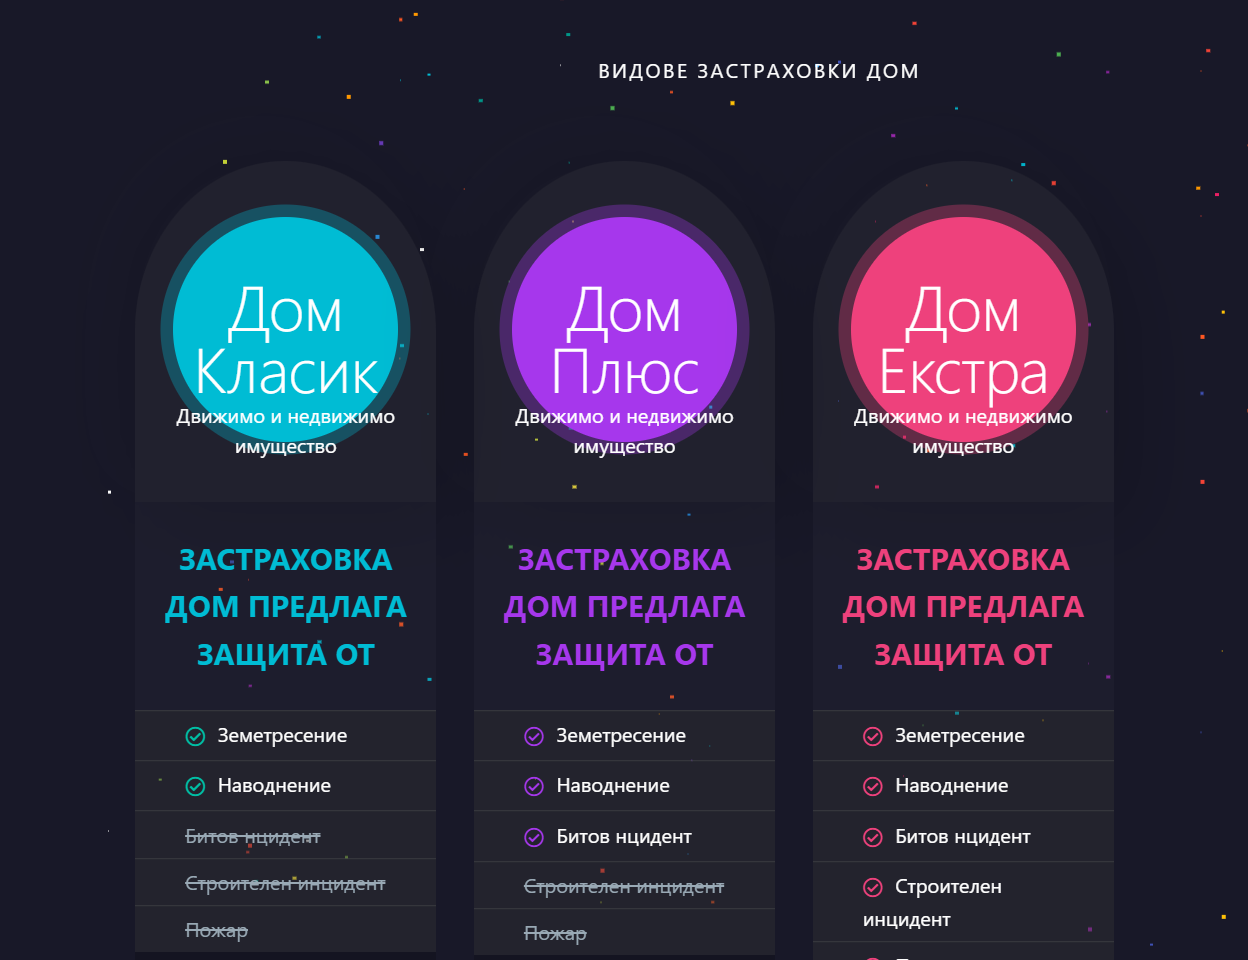 ВИДОВЕ ЗАСТРАХОВКИ ДОМ
Дом
Класик
Движимо и недвижимо
имущество
ЗАСТРАХОВКА
ДОМ ПРЕДЛАГА
ЗАЩИТА ОТ
Земетресение
Наводнение
Битов нцидент
Строителен инцидент
Пожар
Дом
Плюс
Движимо и недвижимо
имущество
ЗАСТРАХОВКА
ДОМ ПРЕДЛАГА
ЗАЩИТА ОТ
Земетресение
Наводнение
Битов нцидент
Строителен инцидент
Пожар
Дом
Екстра
Движимо и недвижимо
имущество
ЗАСТРАХОВКА
ДОМ ПРЕДЛАГА
ЗАЩИТА ОТ
Земетресение
Наводнение
Битов нцидент
Строителен
инцидент